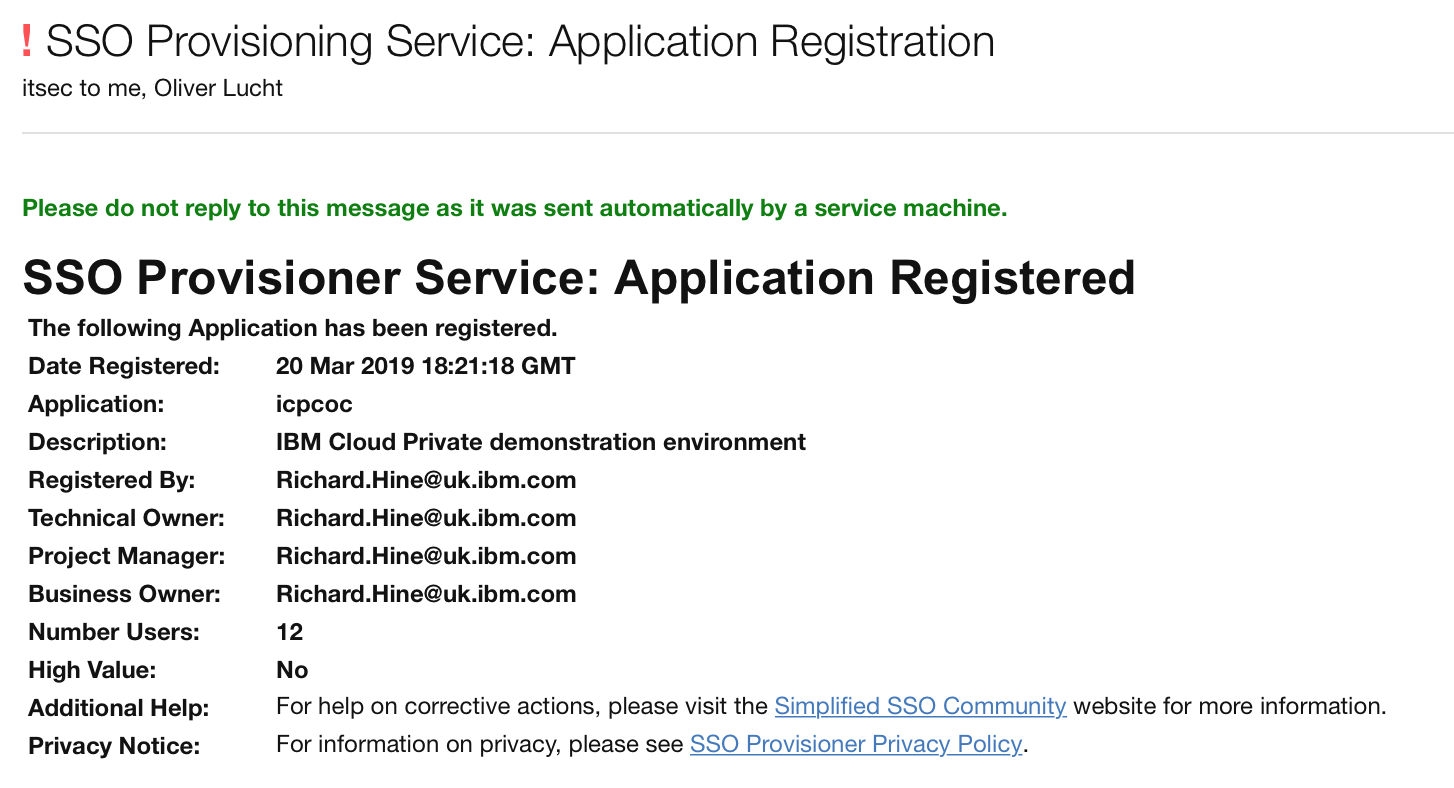 ! SSO Provisioning Service: Application Registration
itsec to me, Oliver Lucht
Please do not reply to this message as it was sent automatically by a service machine.
SSO Provisioner Service: Application Registered
The following Application has been registered.
Date Registered: 20 Mar 2019 18:21:18 GMT
Application: icpcoc
Description: IBM Cloud Private demonstration environment
Registered By: Richard.Hine@uk.ibm.com
Technical Owner: Richard.Hine@uk.ibm.com
Project Manager: Richard.Hine@uk.ibm.com
Business Owner: Richard.Hine@uk.ibm.com
Number Users: 12
High Value: No
Additional Help: For help on corrective actions, please visit the Simplified SSO Community website for more information.
Privacy Notice: For information on privacy, please see SSO Provisioner Privacy Policy.